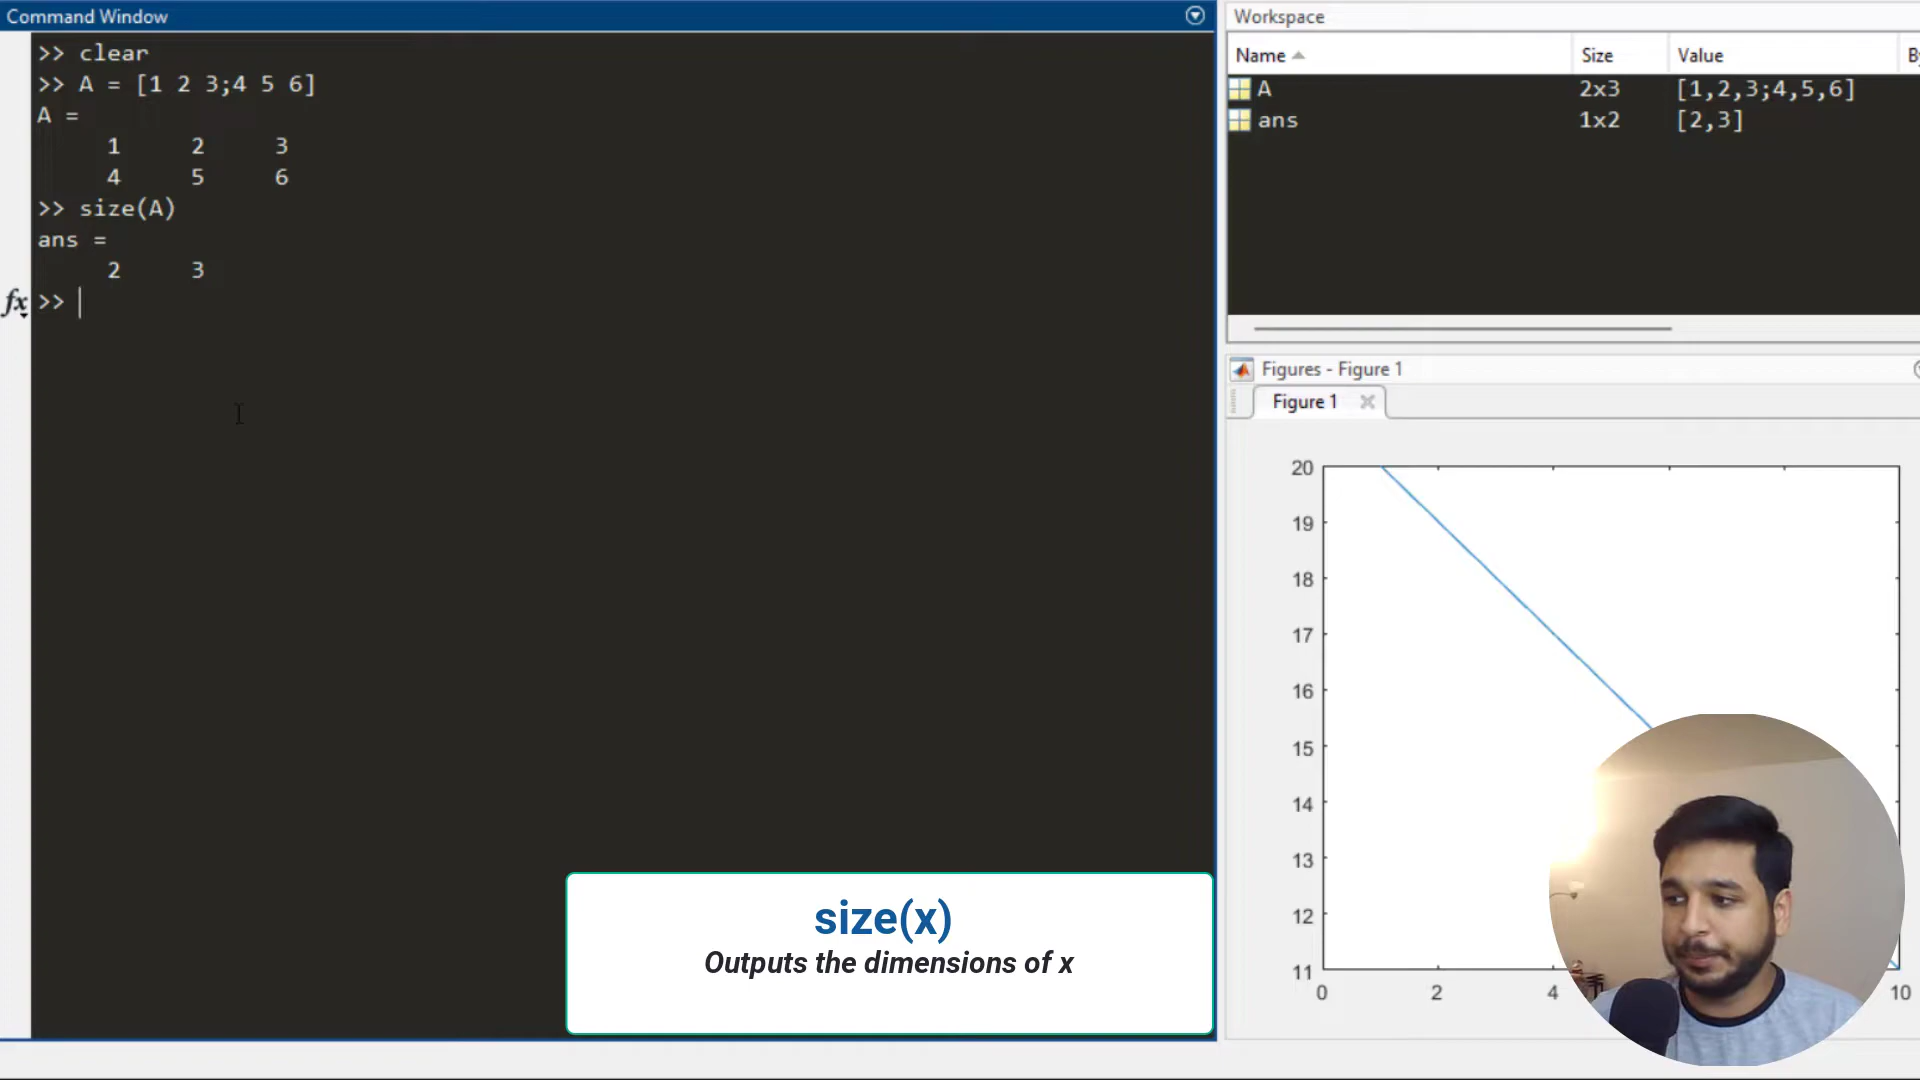 Command Window
>> clear
>> A = [1 2 3;4 5 6]
A =
1 2 3
4 5 6
>> size(A)
ans =
2 3
fx >>
Workspace
Name Size Value
A 2x3 [1,2,3;4,5,6]
ans 1x2 [2,3]
Figures - Figure 1
Figure 1
20
19
18
17
16
15
14
13
12
11
0 2 4 10
size(x)
Outputs the dimensions of x